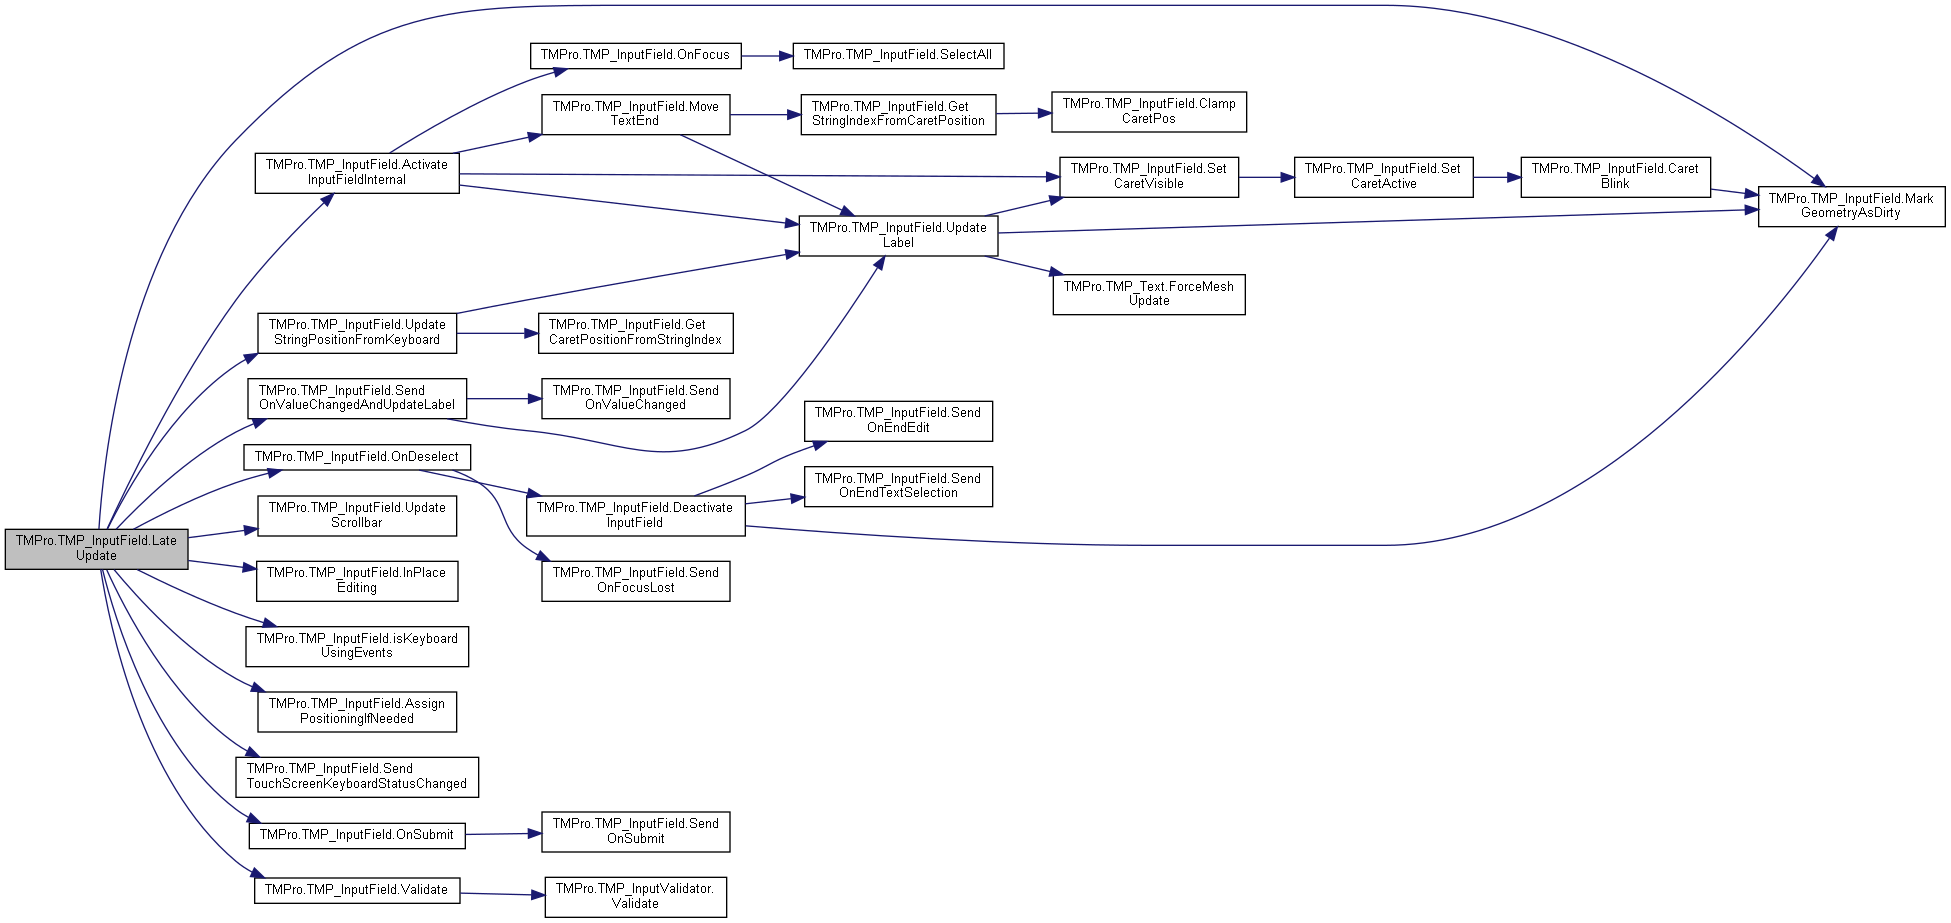 TMPro.TMP_InputField.OnFocus
TMPro.TMP_InputField.SelectAll
TMPro.TMP_InputField.Move
TextEnd
TMPro.TMP_InputField.Get
StringIndexFromCaretPosition
TMPro.TMP_InputField.Clamp
CaretPos
TMPro.TMP_InputField.Activate
InputFieldInternal
TMPro.TMP_InputField.Set
CaretVisible
TMPro.TMP_InputField.Set
CaretActive
TMPro.TMP_InputField.Caret
Blink
TMPro.TMP_InputField.Mark
GeometryAsDirty
TMPro.TMP_InputField.Update
Label
TMPro.TMP_Text.ForceMesh
Update
TMPro.TMP_InputField.Update
StringPositionFromKeyboard
TMPro.TMP_InputField.Get
CaretPositionFromStringIndex
TMPro.TMP_InputField.Send
OnValueChangedAndUpdateLabel
TMPro.TMP_InputField.Send
OnValueChanged
TMPro.TMP_InputField.Send
OnEndEdit
TMPro.TMP_InputField.OnDeselect
TMPro.TMP_InputField.Send
OnEndTextSelection
TMPro.TMP_InputField.Update
Scrollbar
TMPro.TMP_InputField.Deactivate
InputField
TMPro.TMP_InputField.Late
Update
TMPro.TMP_InputField.InPlace
Editing
TMPro.TMP_InputField.Send
OnFocusLost
TMPro.TMP_InputField.isKeyboard
UsingEvents
TMPro.TMP_InputField.Assign
PositioningIfNeeded
TMPro.TMP_InputField.Send
TouchScreenKeyboardStatusChanged
TMPro.TMP_InputField.OnSubmit
TMPro.TMP_InputField.Send
OnSubmit
TMPro.TMP_InputField.Validate
TMPro.TMP_InputValidator.
Validate